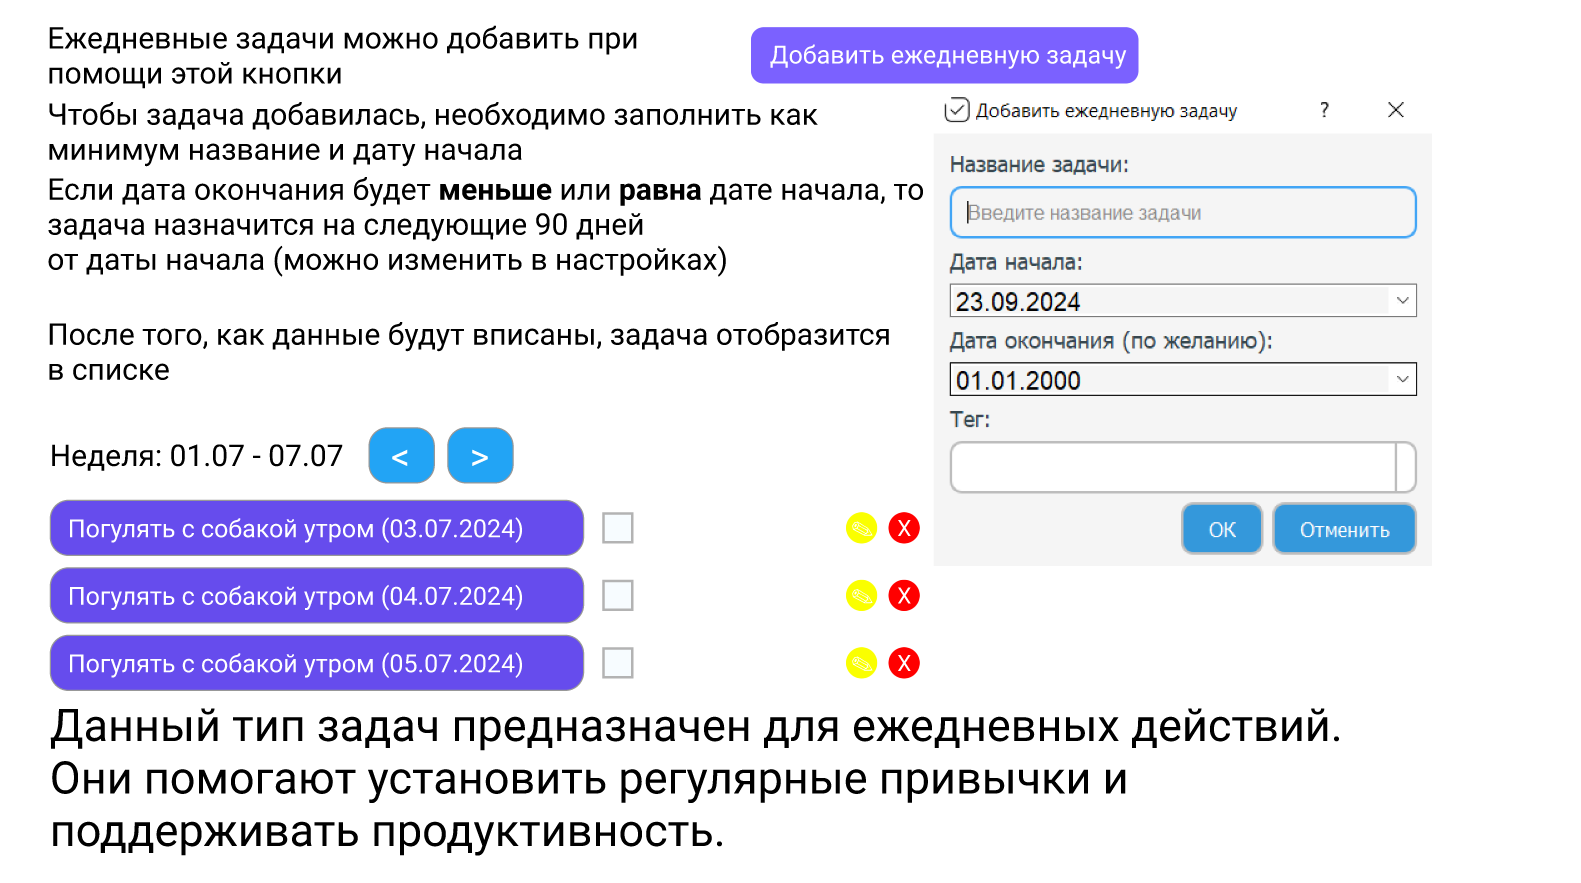 Ежедневные задачи можно добавить при
помощи этой кнопки
Добавить ежедневную задачу
Чтобы задача добавилась, необходимо заполнить как
минимум название и дату начала
Если дата окончания будет меньше или равна дате начала, то
задача назначится на следующие 90 дней
от даты начала (можно изменить в настройках)
После того, как данные будут вписаны, задача отобразится
в списке
Добавить ежедневную задачу ?
Название задачи:
Введите название задачи
Дата начала:
23.09.2024
Дата окончания (по желанию):
01.01.2000
Тег:
ОК Отменить
Неделя: 01.07 - 07.07 < >
Погулять с собакой утром (03.07.2024) X
Погулять с собакой утром (04.07.2024) X
Погулять с собакой утром (05.07.2024) X
Данный тип задач предназначен для ежедневных действий.
Они помогают установить регулярные привычки и
поддерживать продуктивность.